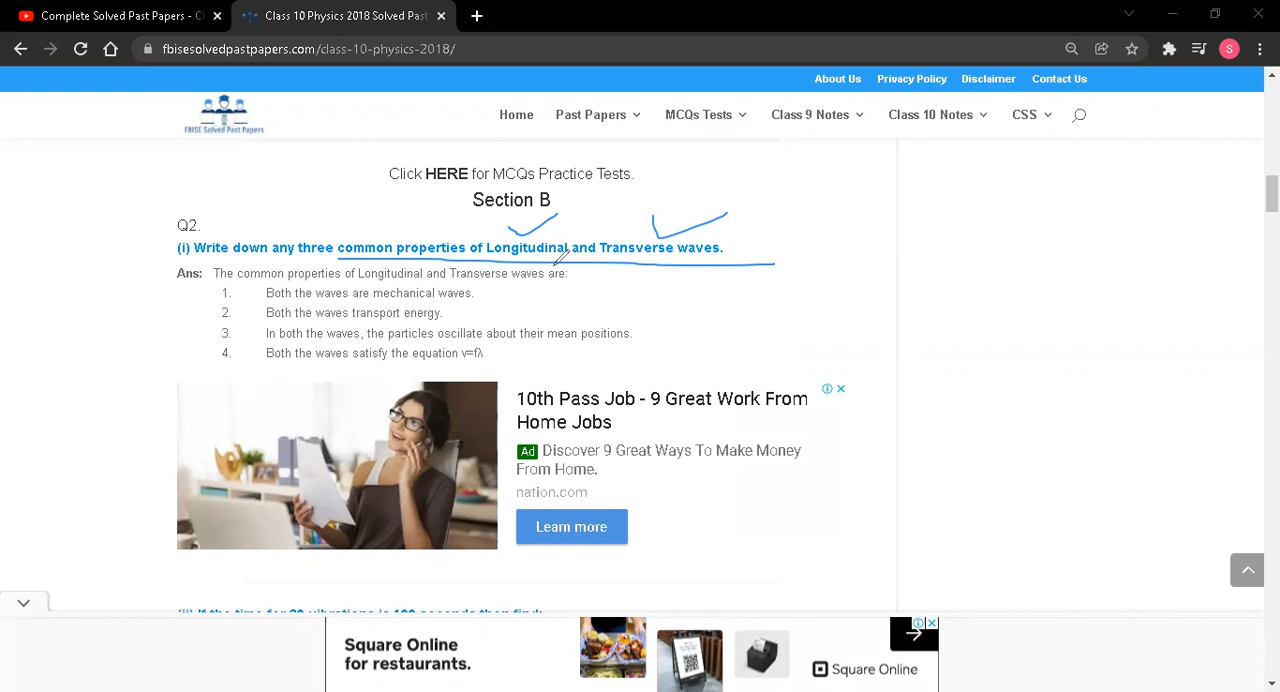 Complete Solved Past Papers - C
Class 10 Physics 2018 Solved Past
fbisesolvedpastpapers.com/class-10-physics-2018/
S
About Us Privacy Policy Disclaimer Contact Us
FBISE Solved Past Papers
Home Past Papers MCQs Tests Class 9 Notes Class 10 Notes CSS
Click HERE for MCQs Practice Tests.
Section B
Q2.
(i) Write down any three common properties of Longitudinal and Transverse waves.
Ans: The common properties of Longitudinal and Transverse waves are:
1. Both the waves are mechanical waves.
2. Both the waves transport energy.
3. In both the waves, the particles oscillate about their mean positions.
4. Both the waves satisfy the equation v=fλ
10th Pass Job - 9 Great Work From
Home Jobs
Ad Discover 9 Great Ways To Make Money
From Home.
nation.com
Learn more
Square Online
for restaurants.
Square Online